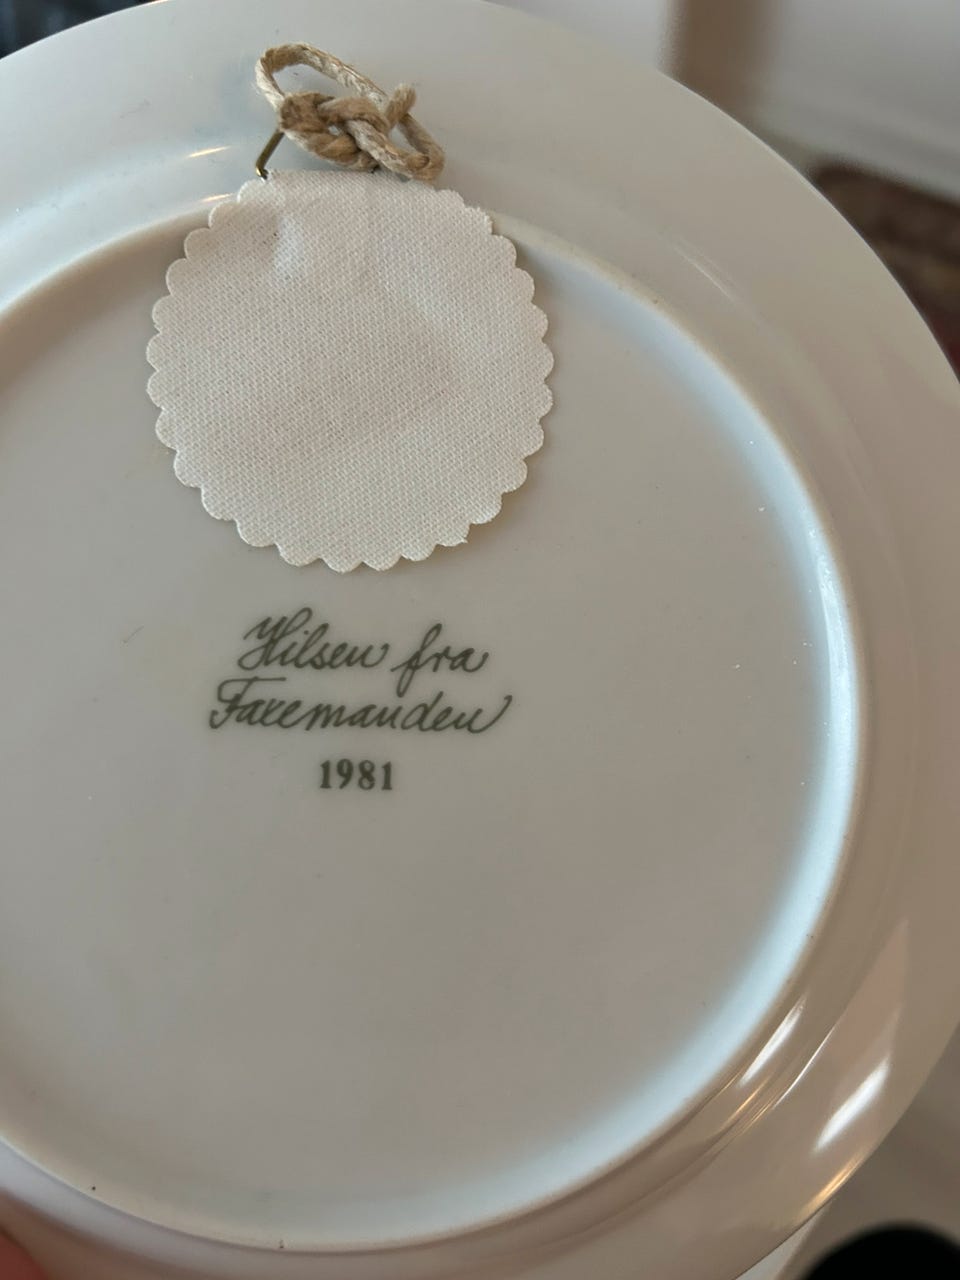 Hilsen fra
Faxemanden
1981